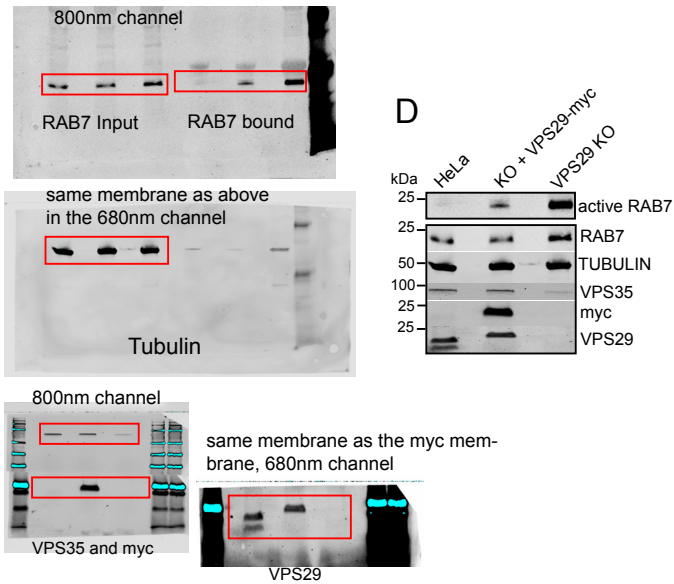 800nm channel
RAB7 Input
RAB7 bound
same membrane as above
in the 680nm channel
Tubulin
800nm channel
VPS35 and myc
same membrane as the myc mem-
brane, 680nm channel
VPS29
D
kDa
HeLa
KO + VPS29-myc
VPS29 KO
25
active RAB7
25
RAB7
50
TUBULIN
100
VPS35
25
myc
25
VPS29